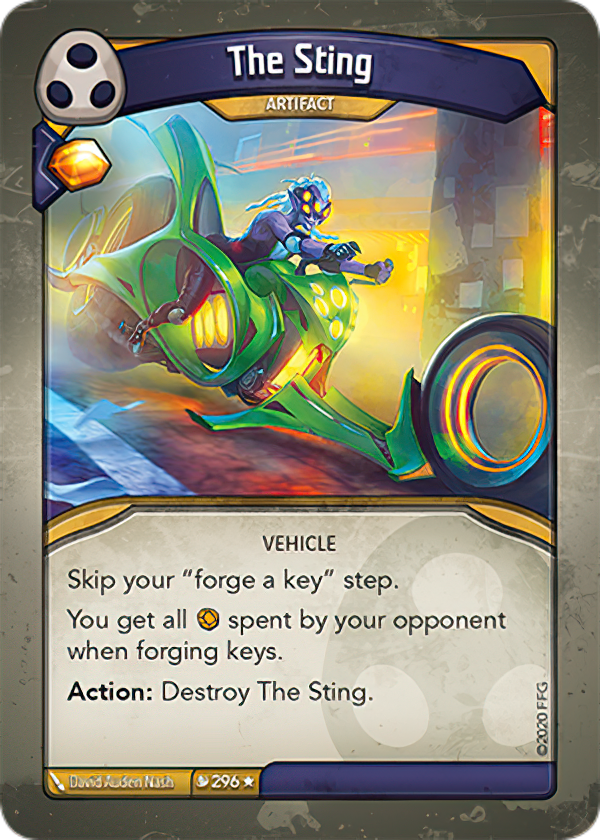 The Sting
ARTIFACT
VEHICLE
Skip your “forge a key” step.
You get all spent by your opponent
when forging keys.
Action: Destroy The Sting.
©2020 FFG
David Auden Nash
296